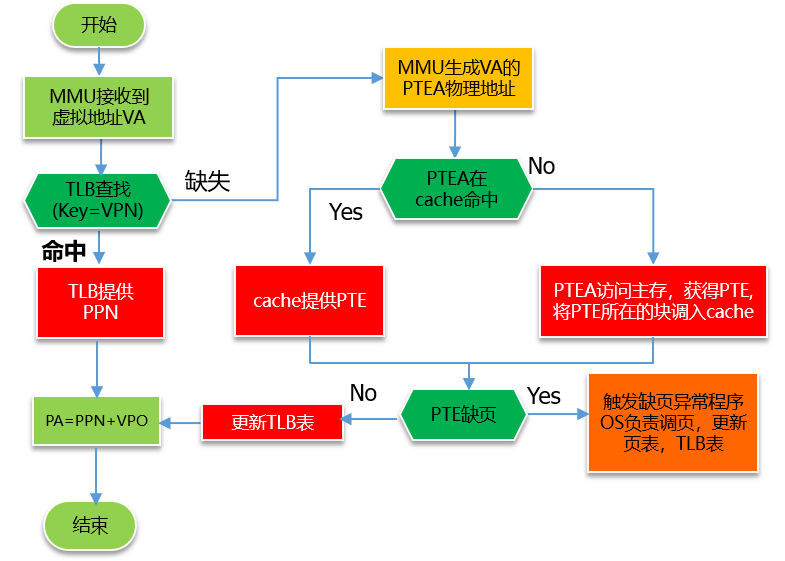 开始
MMU接收到
虚拟地址VA
TLB查找
(Key=VPN)
缺失
命中
TLB提供
PPN
PA=PPN+VPO
结束
MMU生成VA的
PTEA物理地址
PTEA在
cache命中
No
Yes
cache提供PTE
PTEA访问主存，获得PTE,
将PTE所在的块调入cache
PTE缺页
No
Yes
更新TLB表
触发缺页异常程序
OS负责调页，更新
页表，TLB表